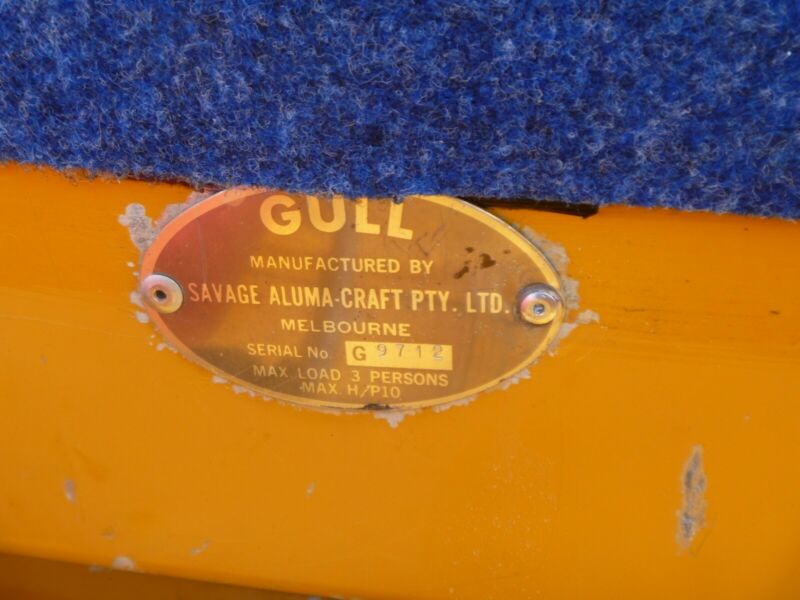 GULL
MANUFACTURED BY
SAVAGE ALUMA-CRAFT PTY. LTD.
MELBOURNE
SERIAL No G 9712
MAX. LOAD 3 PERSONS
MAX. H/P10